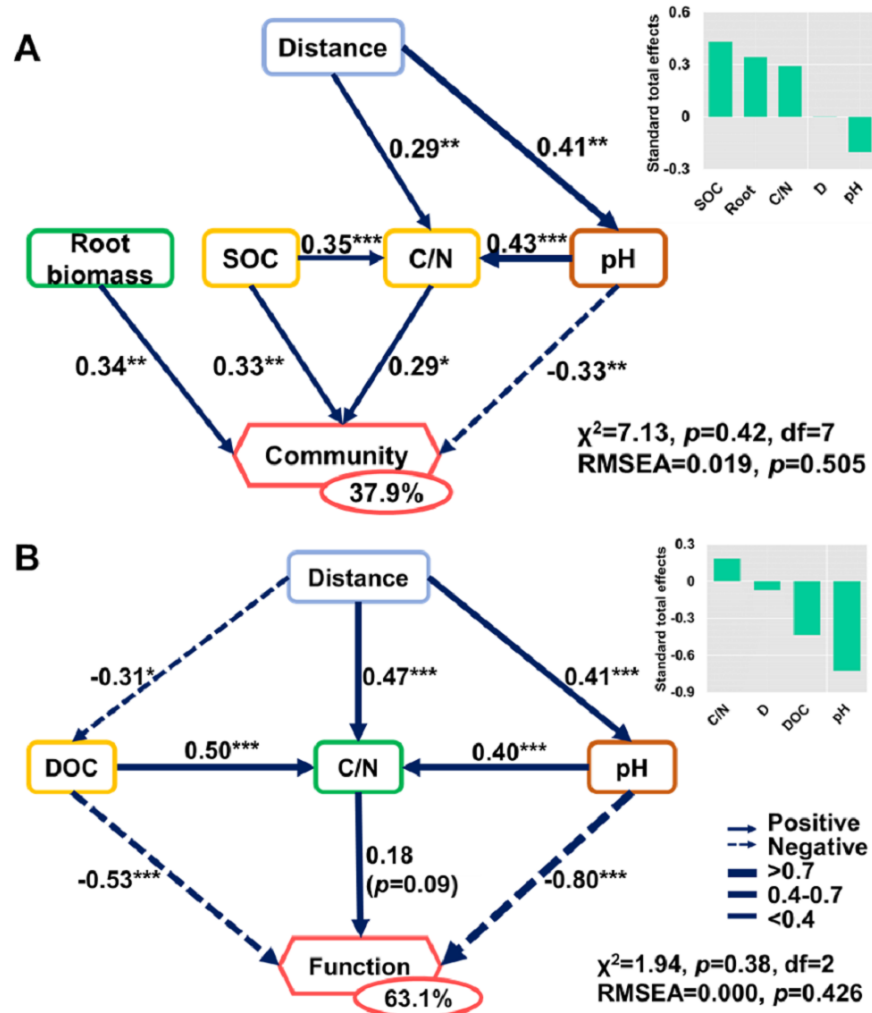 A
Distance
0.29**
0.41**
Root
biomass
SOC
0.35***
C/N
0.43***
pH
0.34**
0.33**
0.29*
-0.33**
Community
37.9%
χ²=7.13, p=0.42, df=7
RMSEA=0.019, p=0.505
Standard total effects
0.6
0.3
0
-0.3
SOC
Root
C/N
D
pH
B
Distance
-0.31*
0.47***
0.41***
DOC
0.50***
C/N
0.40***
pH
-0.53***
0.18
(p=0.09)
-0.80***
Function
63.1%
Standard total effects
0.3
0
-0.3
-0.6
-0.9
C/N
D
DOC
pH
Positive
Negative
>0.7
0.4-0.7
<0.4
χ²=1.94, p=0.38, df=2
RMSEA=0.000, p=0.426